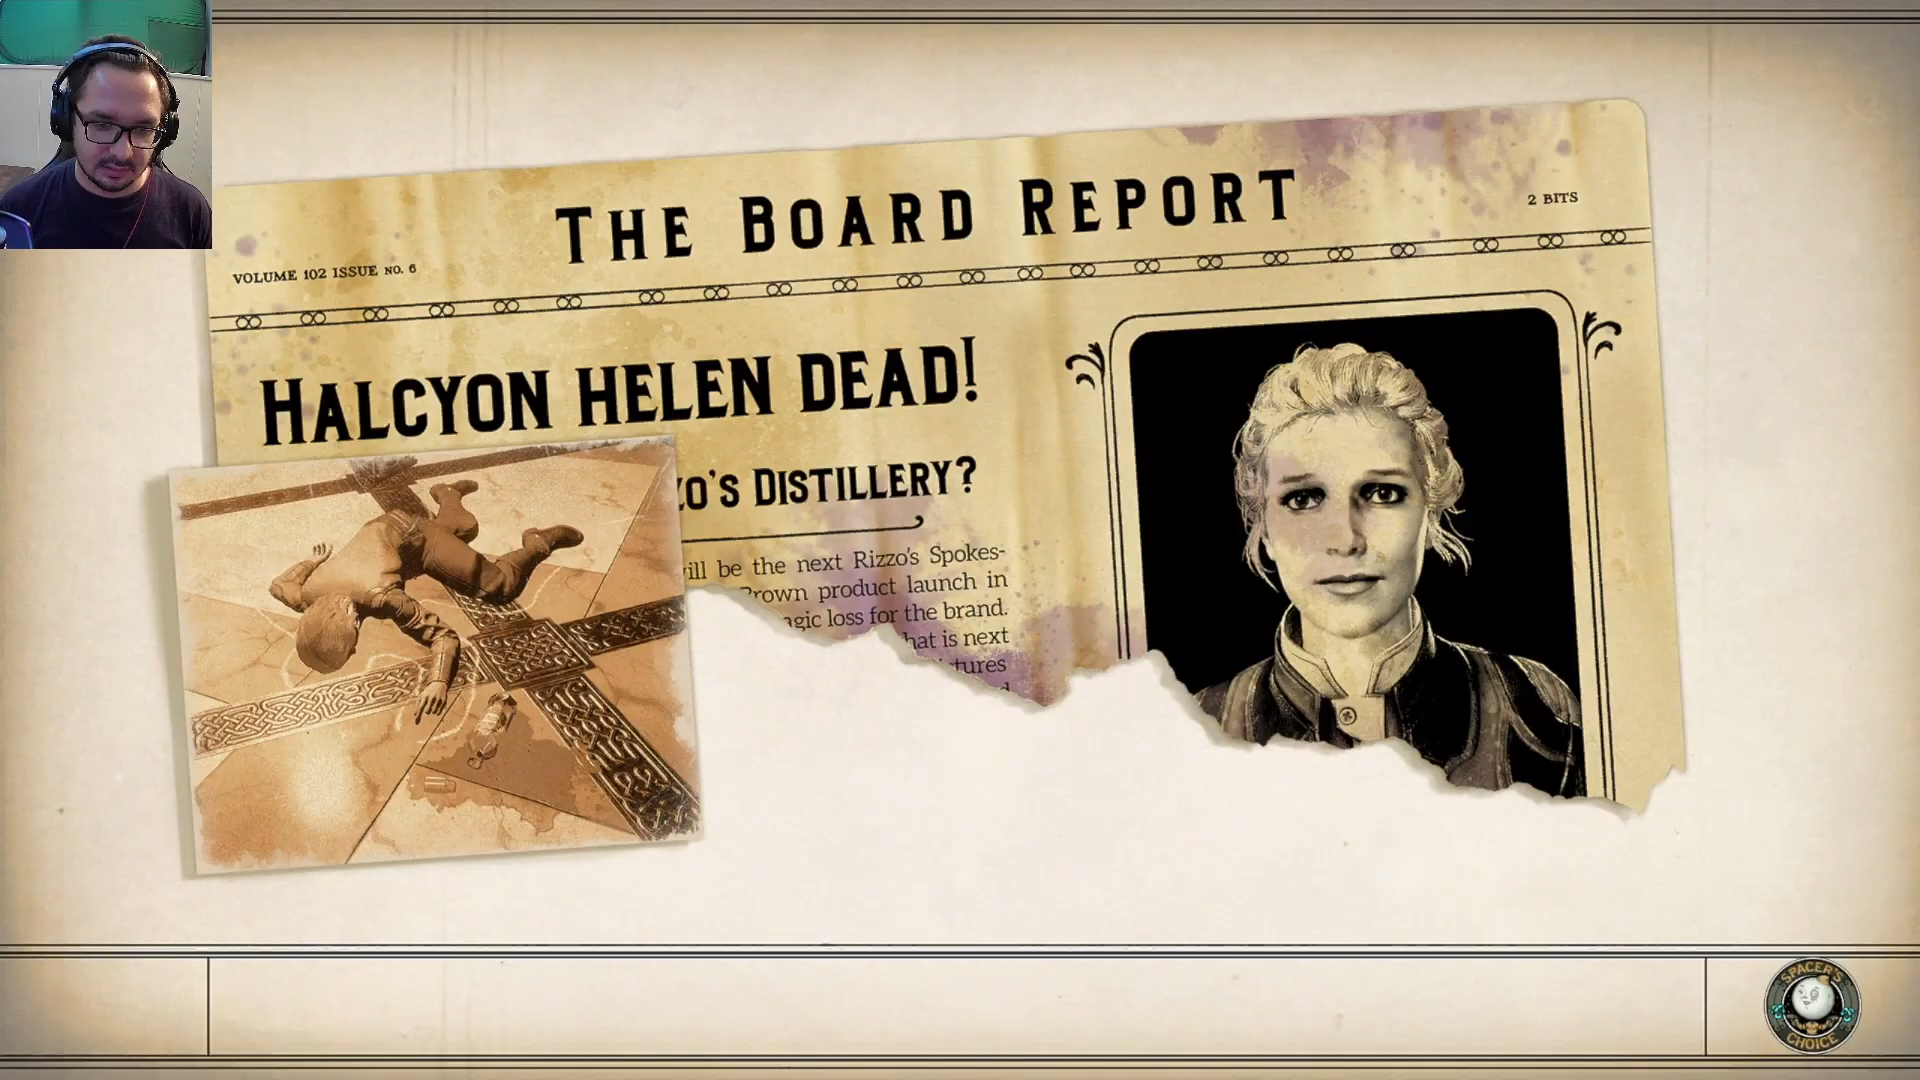 THE BOARD REPORT
VOLUME 102 ISSUE NO. 6
2 BITS
HALCYON HELEN DEAD!
ZO'S DISTILLERY?
ill be the next Rizzo's Spokes-
rown product launch in
agic loss for the brand.
hat is next
tures
SPACER'S
CHOICE